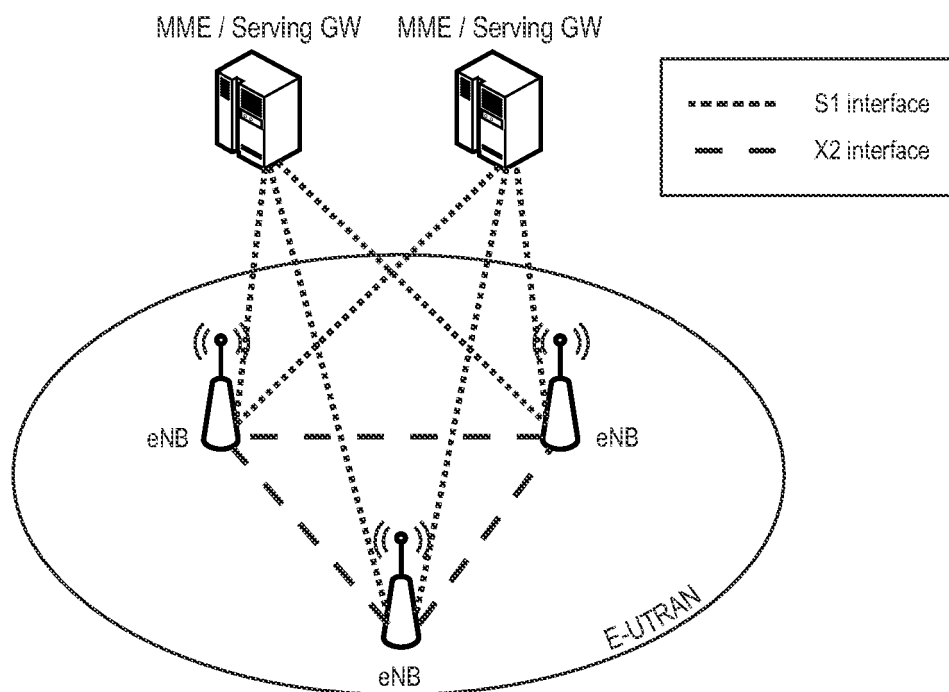 MME / Serving GW
MME / Serving GW
S1 interface
X2 interface
eNB
eNB
eNB
E-UTRAN